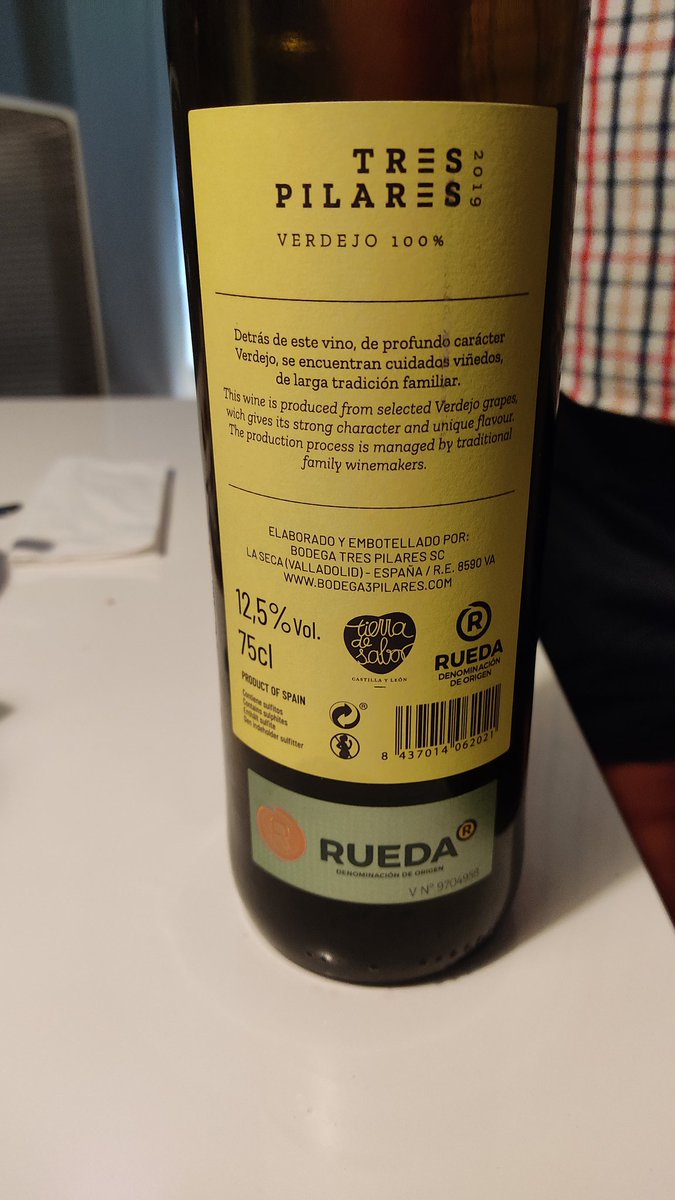 TRES
PILARES
2019
VERDEJO 100%
Detrás de este vino, de profundo carácter
Verdejo, se encuentran cuidados viñedos,
de larga tradición familiar.
This wine is produced from selected Verdejo grapes,
wich gives its strong character and unique flavour.
The production process is managed by traditional
family winemakers.
ELABORADO Y EMBOTELLADO POR:
BODEGA TRES PILARES SC
LA SECA (VALLADOLID) - ESPAÑA / R.E. 8590 VA
WWW.BODEGA3PILARES.COM
12,5%Vol.
75cl
PRODUCT OF SPAIN
Contiene sulfitos
Contains sulphites
Enthält sulfite
tierra
de
sabor
CASTILLA Y LEÓN
R
RUEDA
DENOMINACIÓN
DE ORIGEN
®
8 437014 062021
RUEDA R
DENOMINACIÓN DE ORIGEN
V Nº 9704958